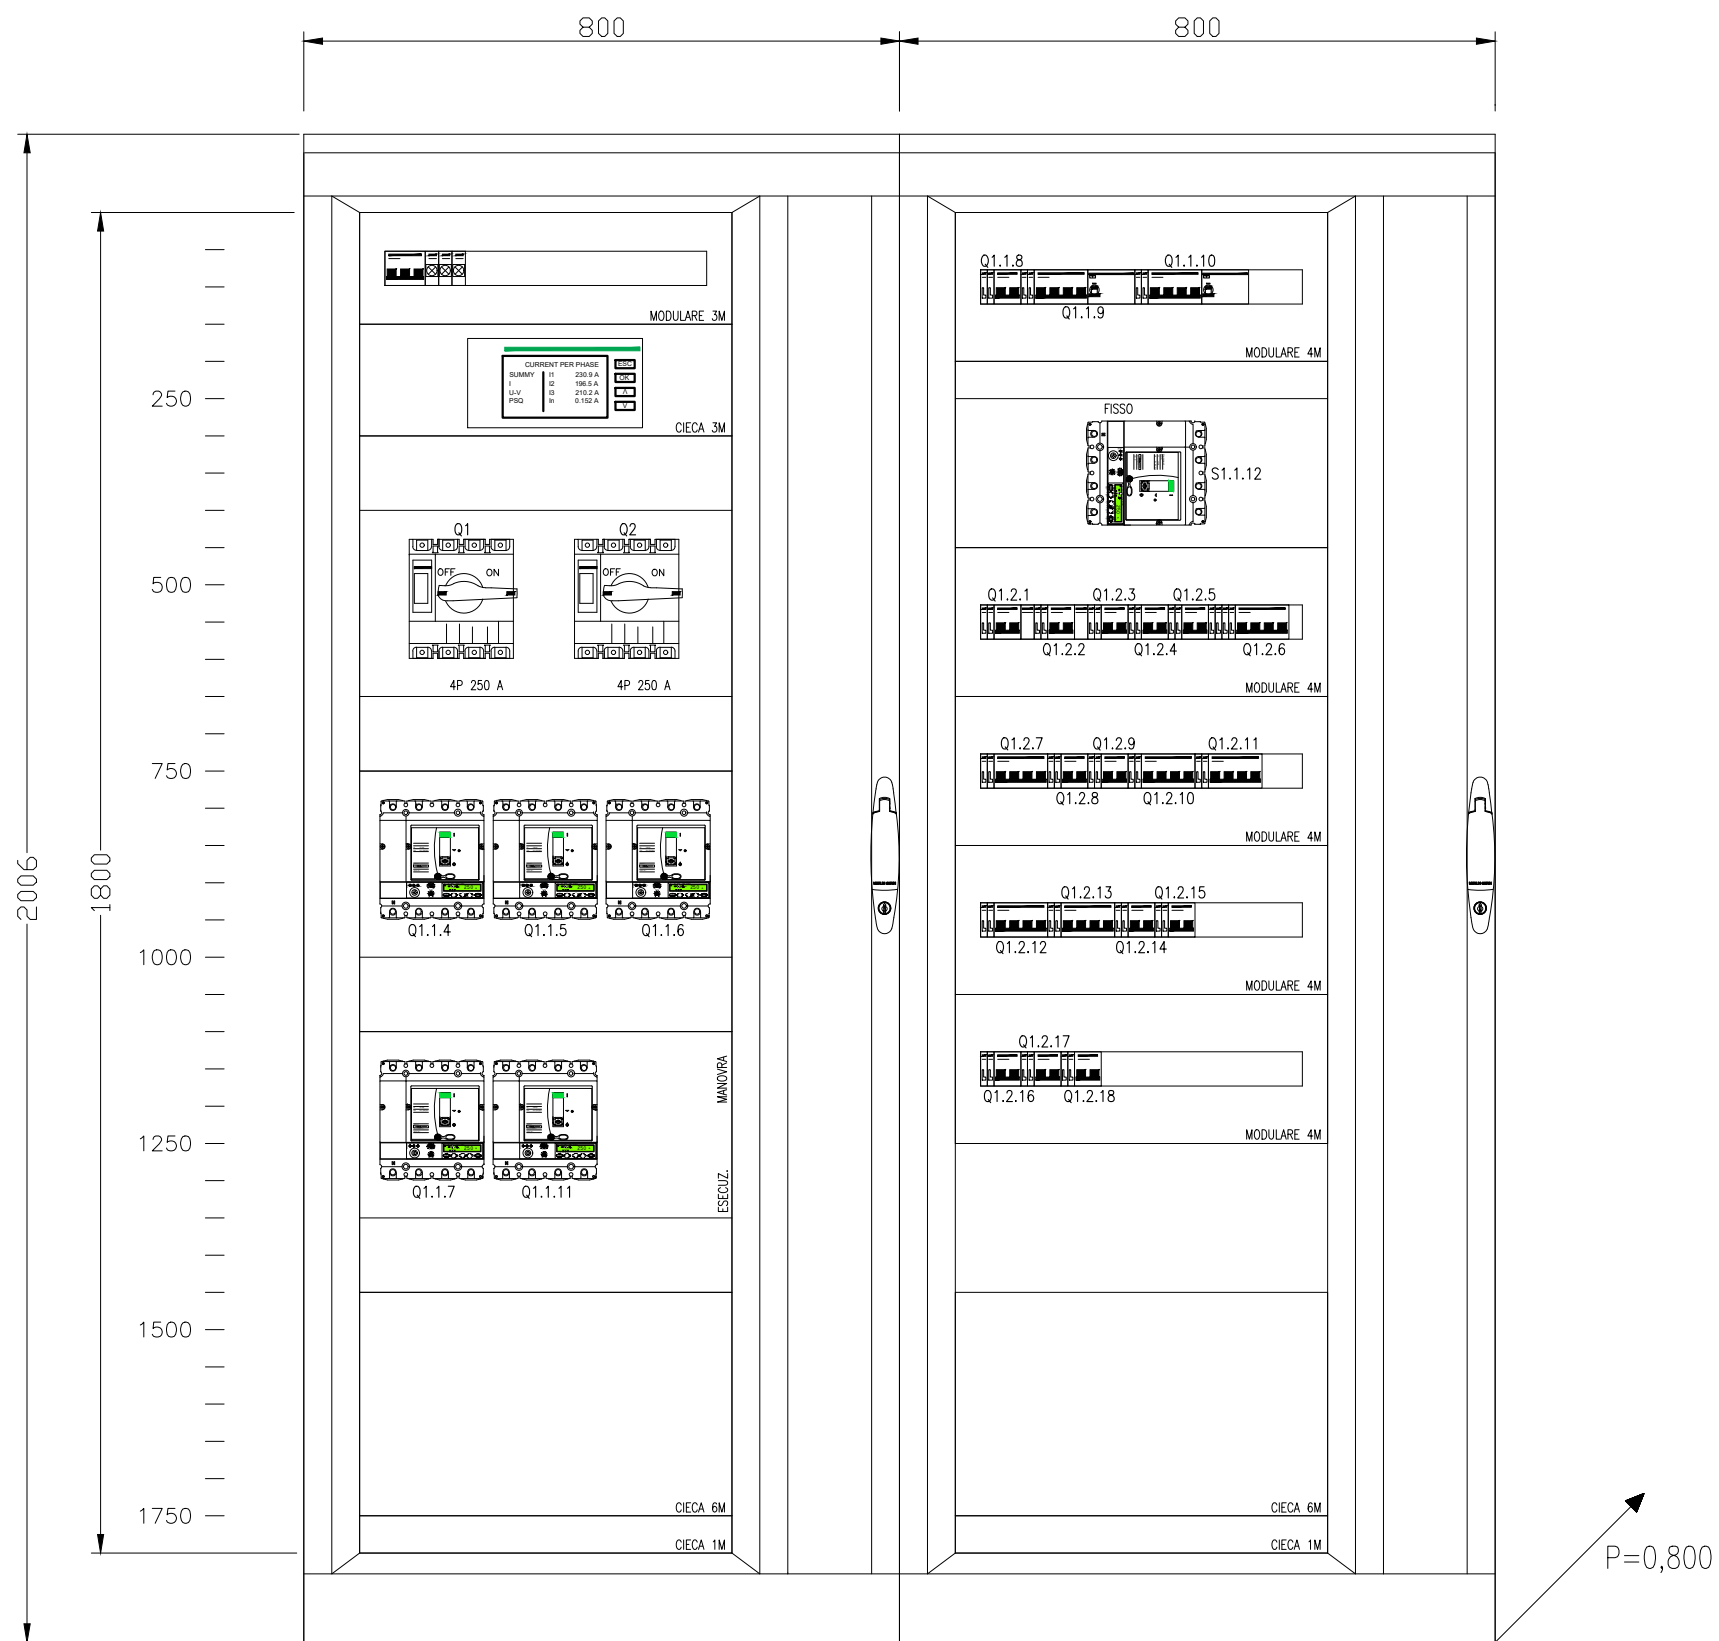 800
800
2006
1800
250
500
750
1000
1250
1500
1750
MODULARE 3M
CURRENT PER PHASE
SUMMY I1 230.9 A
I I2 196.5 A
U-V I3 210.2 A
PSQ In 0.152 A
ESC
OK
CIECA 3M
Q1
Q2
OFF ON
OFF ON
4P 250 A
4P 250 A
Q1.1.4
Q1.1.5
Q1.1.6
MANOVRA
ESECUZ.
Q1.1.7
Q1.1.11
CIECA 6M
CIECA 1M
Q1.1.8
Q1.1.10
Q1.1.9
MODULARE 4M
FISSO
S1.1.12
Q1.2.1
Q1.2.3
Q1.2.5
Q1.2.2
Q1.2.4
Q1.2.6
MODULARE 4M
Q1.2.7
Q1.2.9
Q1.2.11
Q1.2.8
Q1.2.10
MODULARE 4M
Q1.2.13
Q1.2.15
Q1.2.12
Q1.2.14
MODULARE 4M
Q1.2.17
Q1.2.16
Q1.2.18
MODULARE 4M
CIECA 6M
CIECA 1M
P=0,800